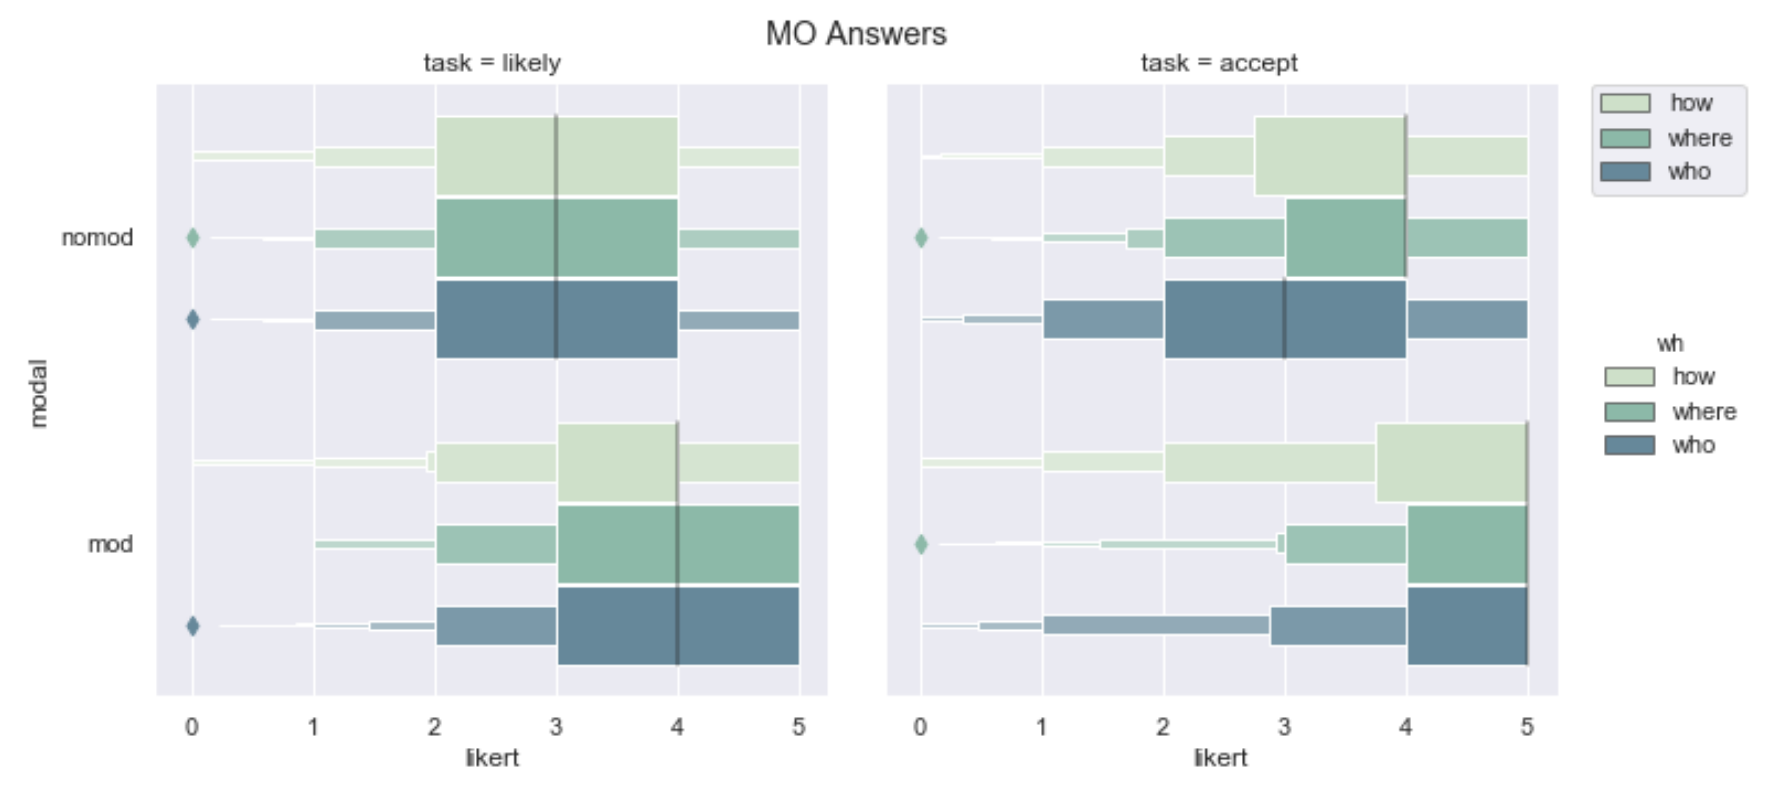 MO Answers
task = likely
task = accept
how
where
who
nomod
mod
modal
wh
how
where
who
0 1 2 3 4 5
likert
0 1 2 3 4 5
likert